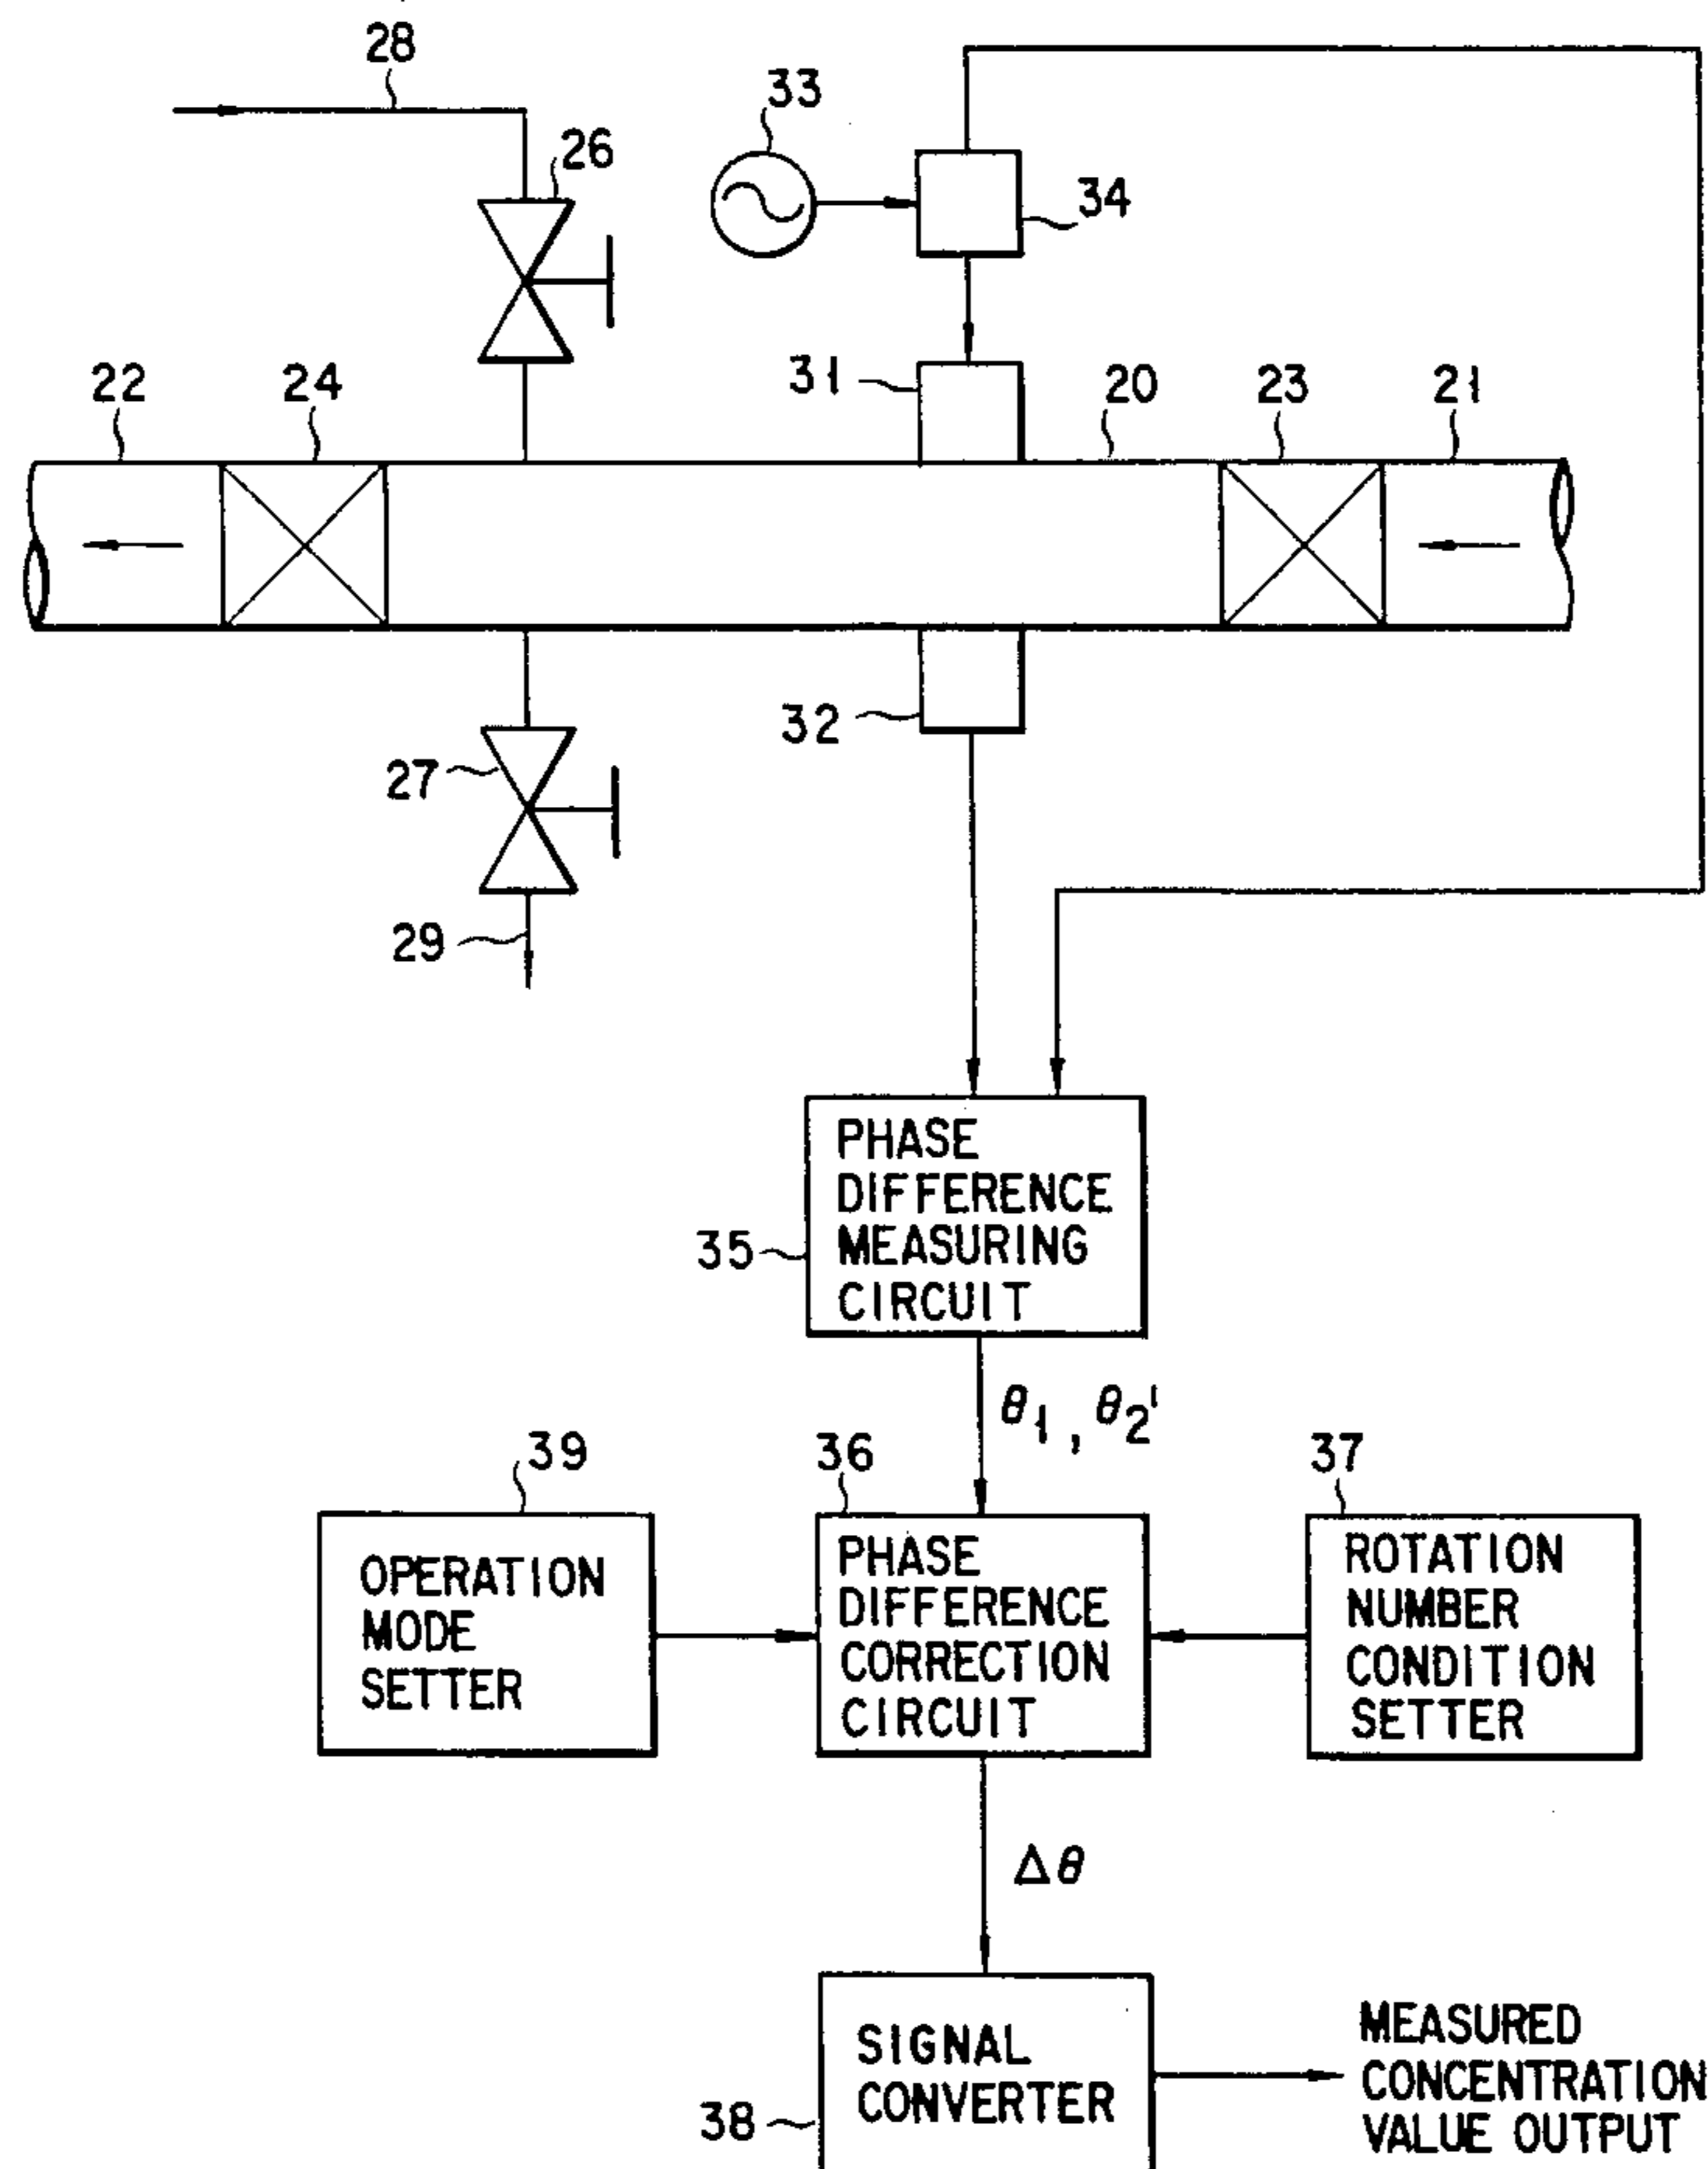 28
33
26
34
22
24
31
20
23
21
32
27
29
PHASE
DIFFERENCE
MEASURING
CIRCUIT
35
θ1 , θ2'
39
36
37
OPERATION
MODE
SETTER
PHASE
DIFFERENCE
CORRECTION
CIRCUIT
ROTATION
NUMBER
CONDITION
SETTER
Δθ
SIGNAL
CONVERTER
38
MEASURED
CONCENTRATION
VALUE OUTPUT